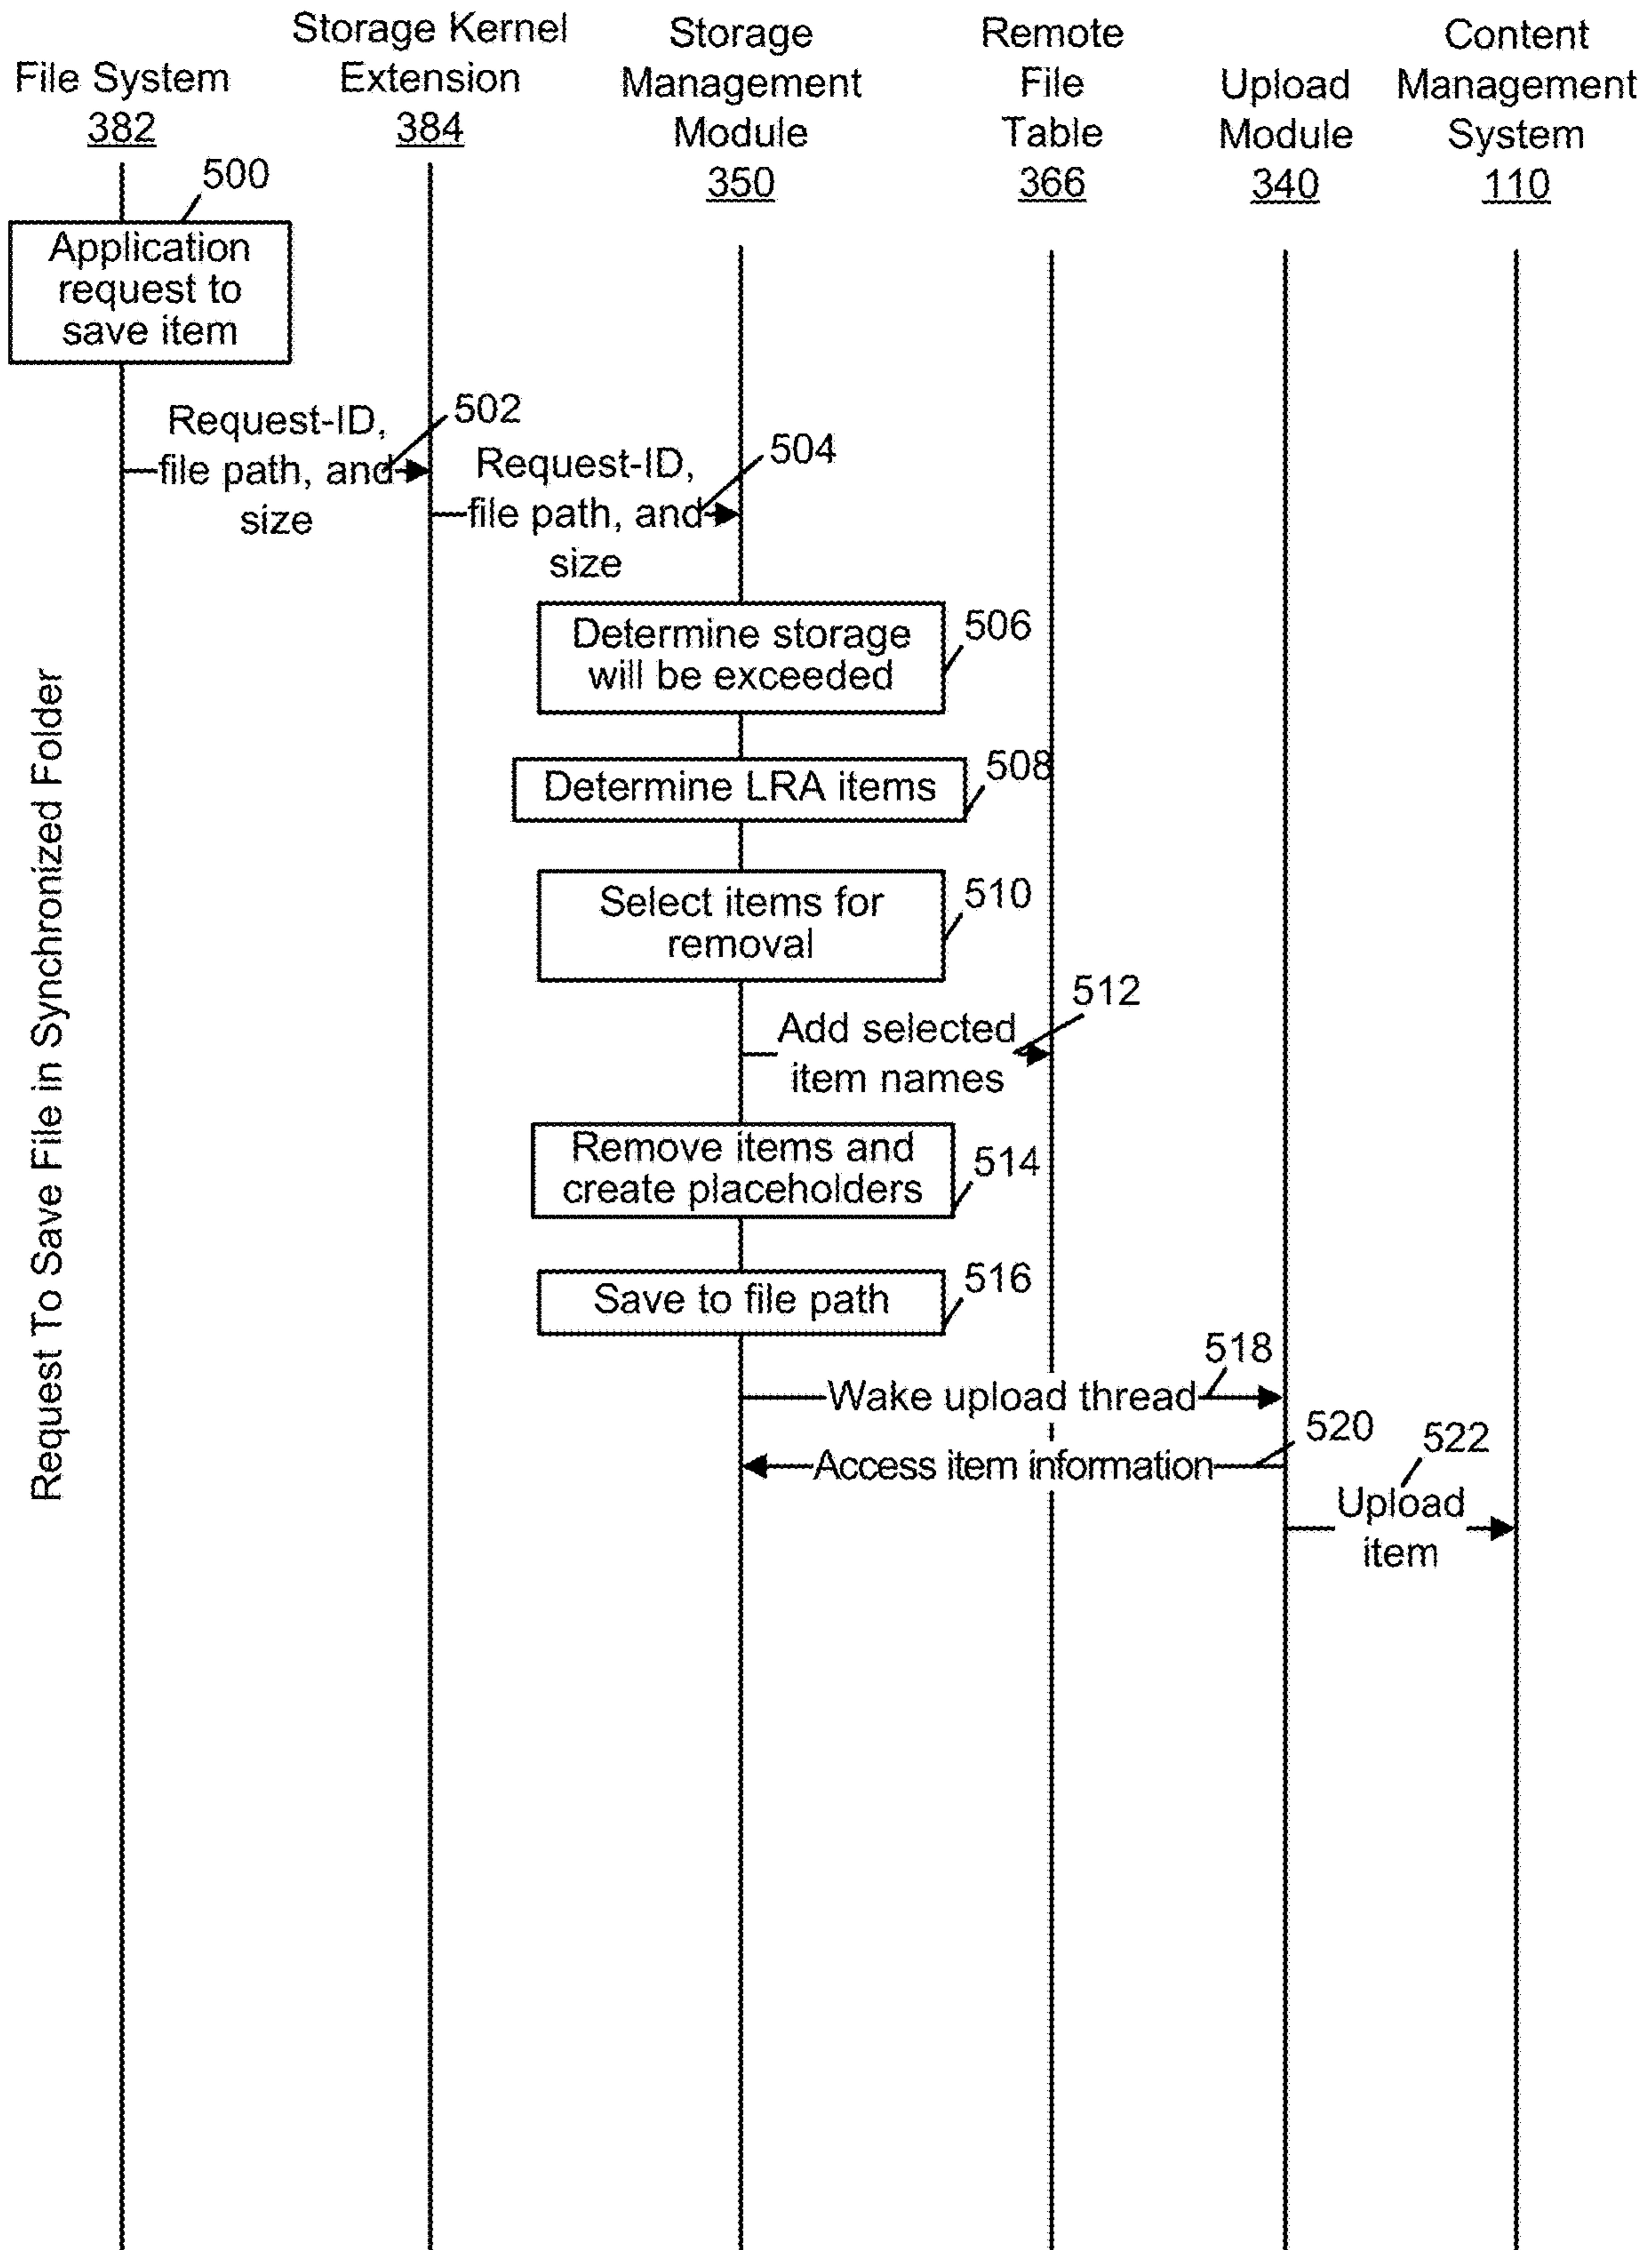 File System
382
Storage Kernel
Extension
384
Storage
Management
Module
350
Remote
File
Table
366
Upload
Module
340
Content
Management
System
110
500
Application
request to
save item
Request-ID,
file path, and
size
502
Request-ID,
file path, and
size
504
Determine storage
will be exceeded
506
Determine LRA items
508
Select items for
removal
510
Add selected
item names
512
Remove items and
create placeholders
514
Save to file path
516
Wake upload thread
518
Access item information
520
Upload
item
522
Request To Save File in Synchronized Folder